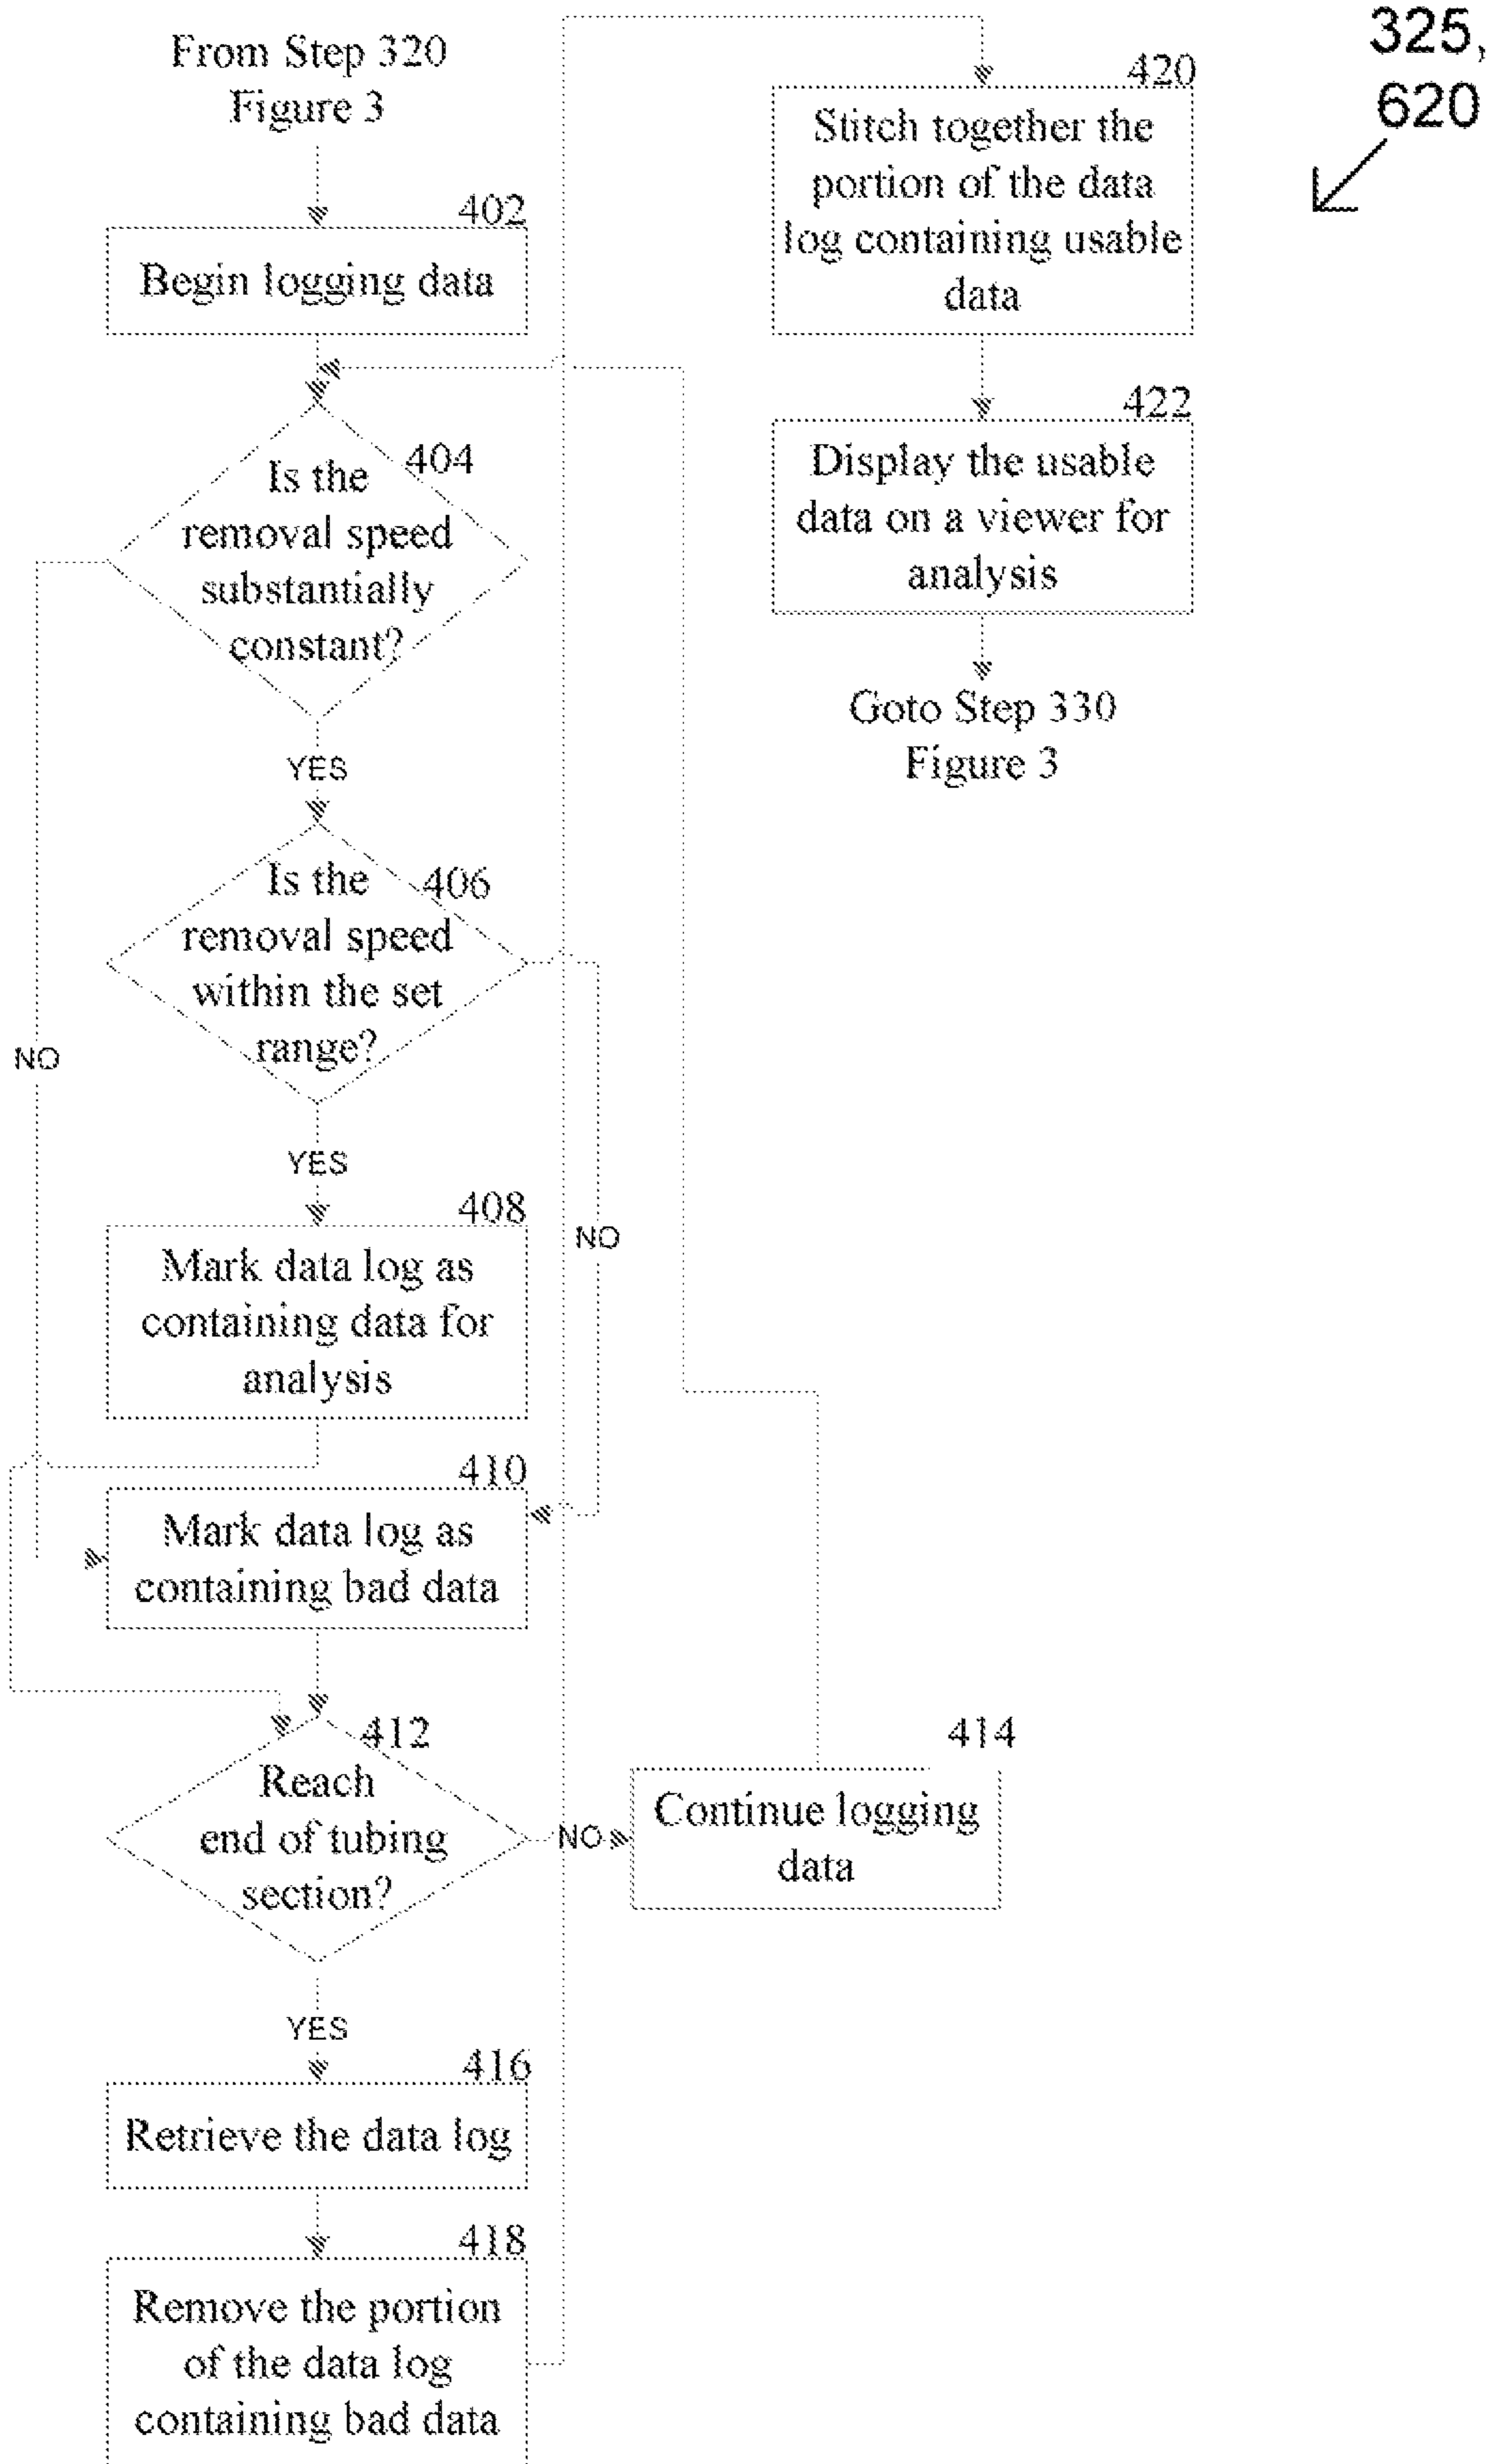 From Step 320
Figure 3
402
Begin logging data
404
Is the
removal speed
substantially
constant?
YES
406
Is the
removal speed
within the set
range?
NO
YES
NO
408
Mark data log as
containing data for
analysis
410
Mark data log as
containing bad data
412
Reach
end of tubing
section?
NO
414
Continue logging
data
YES
416
Retrieve the data log
418
Remove the portion
of the data log
containing bad data
420
Stitch together the
portion of the data
log containing usable
data
422
Display the usable
data on a viewer for
analysis
Goto Step 330
Figure 3
325,
620